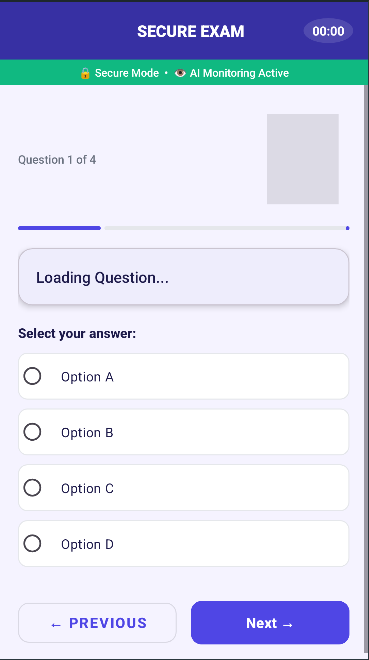 SECURE EXAM 00:00
🔒 Secure Mode • 👁️ AI Monitoring Active
Question 1 of 4
Loading Question...
Select your answer:
Option A
Option B
Option C
Option D
← PREVIOUS Next →